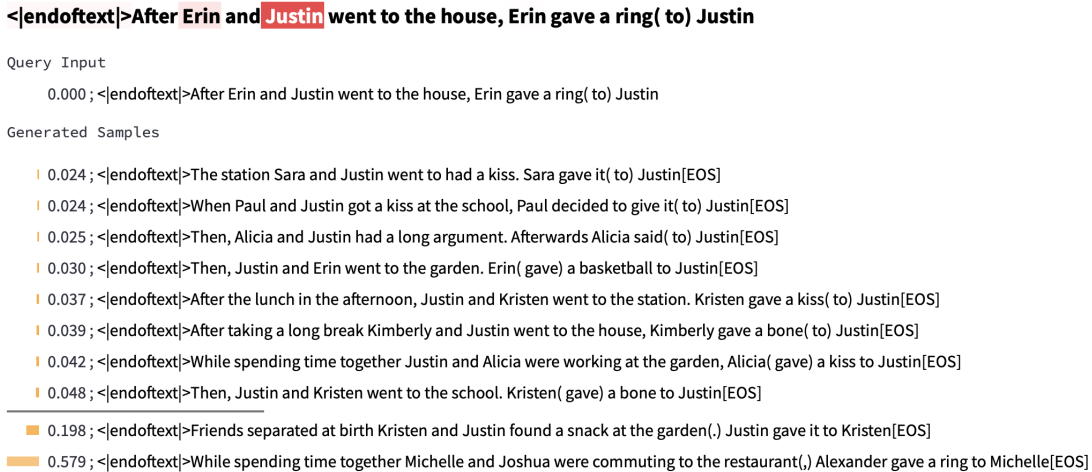 <|endoftext|>After Erin and Justin went to the house, Erin gave a ring( to) Justin
Query Input
0.000 ; <|endoftext|>After Erin and Justin went to the house, Erin gave a ring( to) Justin
Generated Samples
0.024 ; <|endoftext|>The station Sara and Justin went to had a kiss. Sara gave it( to) Justin[EOS]
0.024 ; <|endoftext|>When Paul and Justin got a kiss at the school, Paul decided to give it( to) Justin[EOS]
0.025 ; <|endoftext|>Then, Alicia and Justin had a long argument. Afterwards Alicia said( to) Justin[EOS]
0.030 ; <|endoftext|>Then, Justin and Erin went to the garden. Erin( gave) a basketball to Justin[EOS]
0.037 ; <|endoftext|>After the lunch in the afternoon, Justin and Kristen went to the station. Kristen gave a kiss( to) Justin[EOS]
0.039 ; <|endoftext|>After taking a long break Kimberly and Justin went to the house, Kimberly gave a bone( to) Justin[EOS]
0.042 ; <|endoftext|>While spending time together Justin and Alicia were working at the garden, Alicia( gave) a kiss to Justin[EOS]
0.048 ; <|endoftext|>Then, Justin and Kristen went to the school. Kristen( gave) a bone to Justin[EOS]
0.198 ; <|endoftext|>Friends separated at birth Kristen and Justin found a snack at the garden(.) Justin gave it to Kristen[EOS]
0.579 ; <|endoftext|>While spending time together Michelle and Joshua were commuting to the restaurant(,) Alexander gave a ring to Michelle[EOS]